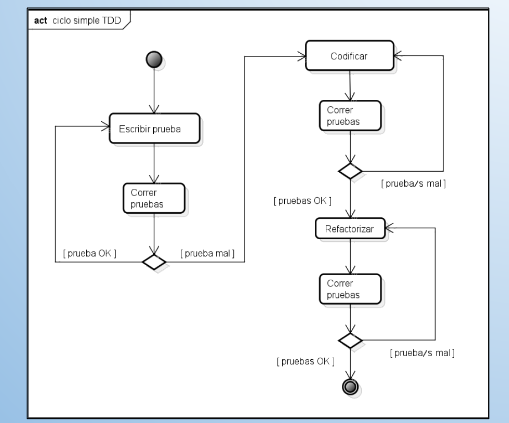 act ciclo simple TDD
Escribir prueba
Correr
pruebas
[ prueba OK ]
[ prueba mal ]
Codificar
Correr
pruebas
[ prueba/s mal ]
[ pruebas OK ]
Refactorizar
Correr
pruebas
[ prueba/s mal ]
[ pruebas OK ]